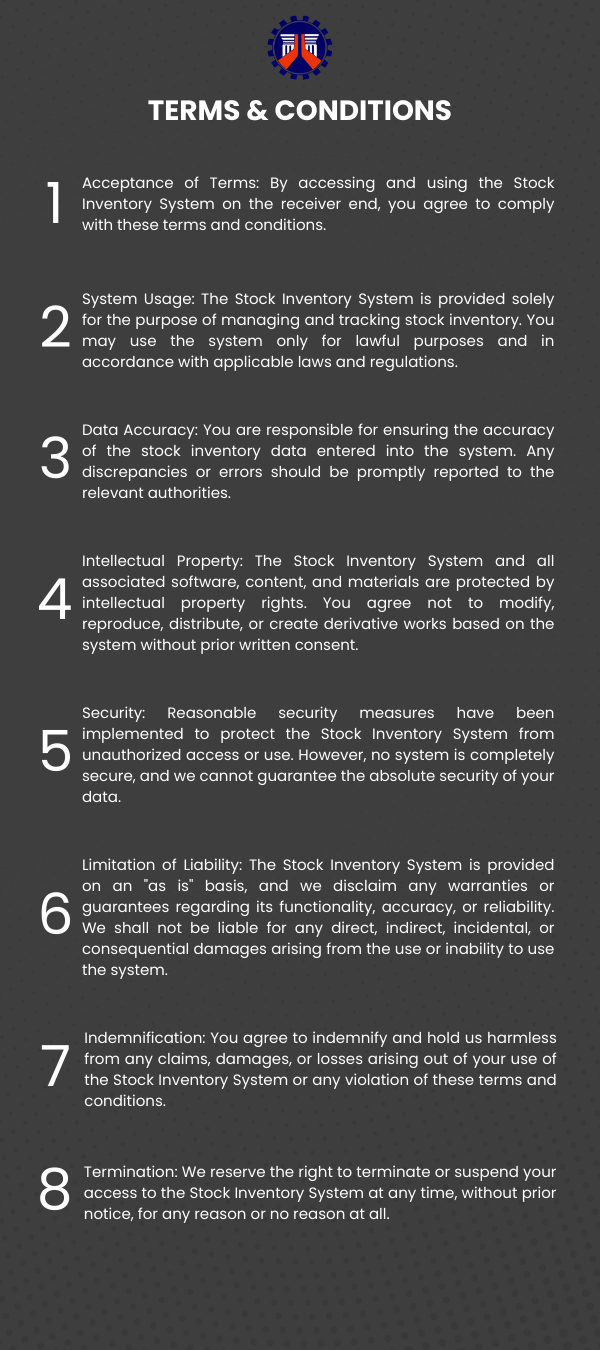 TERMS & CONDITIONS
1
Acceptance of Terms: By accessing and using the Stock
Inventory System on the receiver end, you agree to comply
with these terms and conditions.
2
System Usage: The Stock Inventory System is provided solely
for the purpose of managing and tracking stock inventory. You
may use the system only for lawful purposes and in
accordance with applicable laws and regulations.
3
Data Accuracy: You are responsible for ensuring the accuracy
of the stock inventory data entered into the system. Any
discrepancies or errors should be promptly reported to the
relevant authorities.
4
Intellectual Property: The Stock Inventory System and all
associated software, content, and materials are protected by
intellectual property rights. You agree not to modify,
reproduce, distribute, or create derivative works based on the
system without prior written consent.
5
Security: Reasonable security measures have been
implemented to protect the Stock Inventory System from
unauthorized access or use. However, no system is completely
secure, and we cannot guarantee the absolute security of your
data.
6
Limitation of Liability: The Stock Inventory System is provided
on an "as is" basis, and we disclaim any warranties or
guarantees regarding its functionality, accuracy, or reliability.
We shall not be liable for any direct, indirect, incidental, or
consequential damages arising from the use or inability to use
the system.
7
Indemnification: You agree to indemnify and hold us harmless
from any claims, damages, or losses arising out of your use of
the Stock Inventory System or any violation of these terms and
conditions.
8
Termination: We reserve the right to terminate or suspend your
access to the Stock Inventory System at any time, without prior
notice, for any reason or no reason at all.